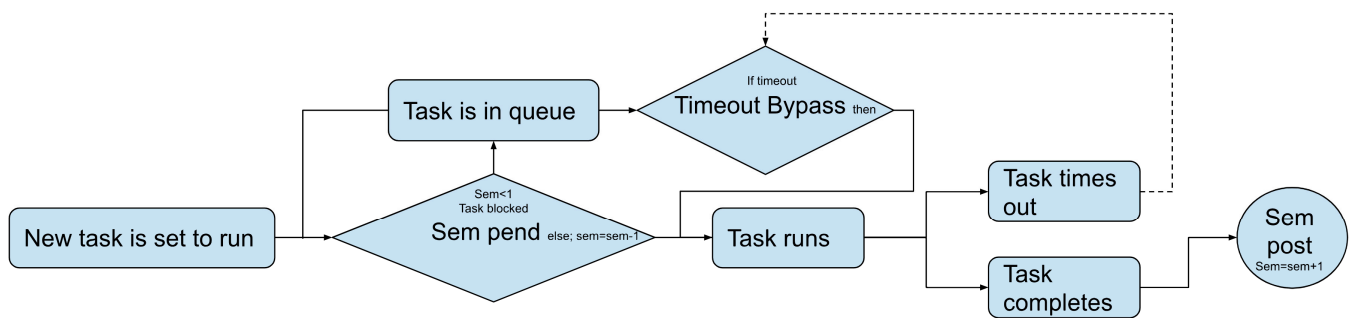 If timeout
Timeout Bypass then
Task is in queue
Sem<1
Task blocked
Sem pend else; sem=sem-1
New task is set to run
Task runs
Task times
out
Task
completes
Sem
post
Sem=sem+1